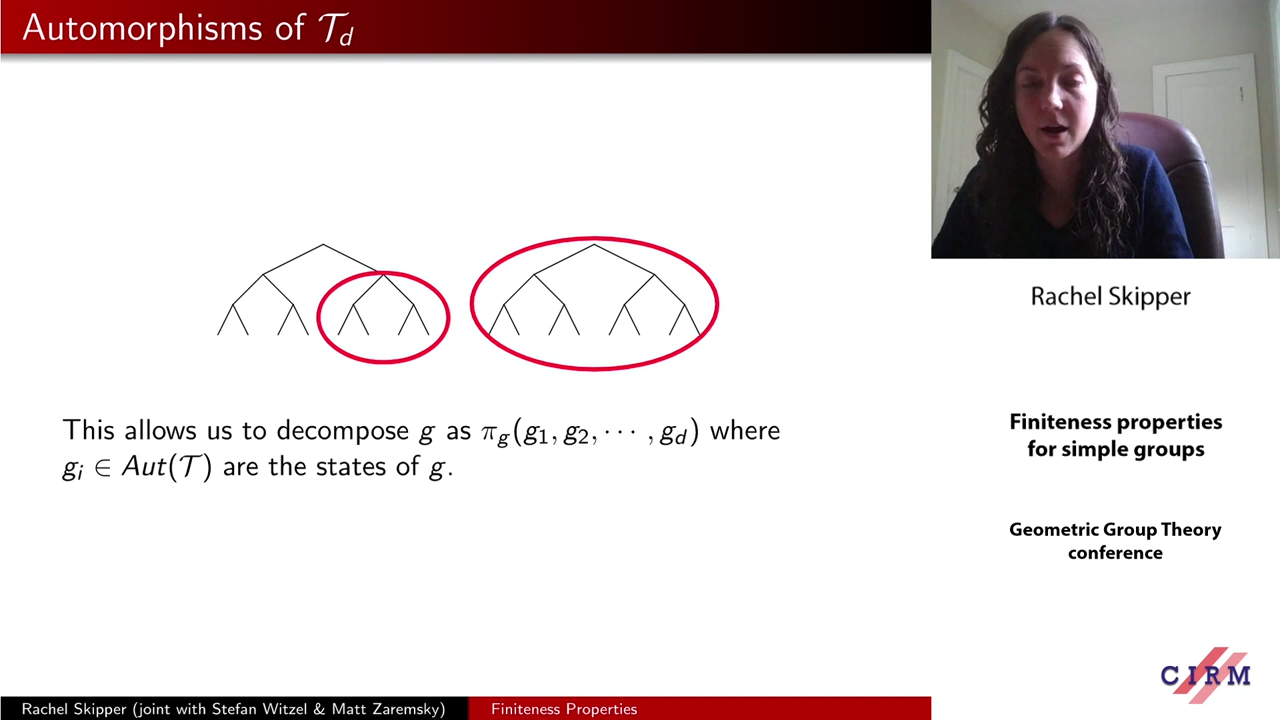 Automorphisms of 𝒯_d
This allows us to decompose g as π_g(g_1, g_2, ⋯ , g_d) where
g_i ∈ Aut(𝒯) are the states of g.
Rachel Skipper (joint with Stefan Witzel & Matt Zaremsky)
Finiteness Properties
Rachel Skipper
Finiteness properties
for simple groups
Geometric Group Theory
conference
CIRM